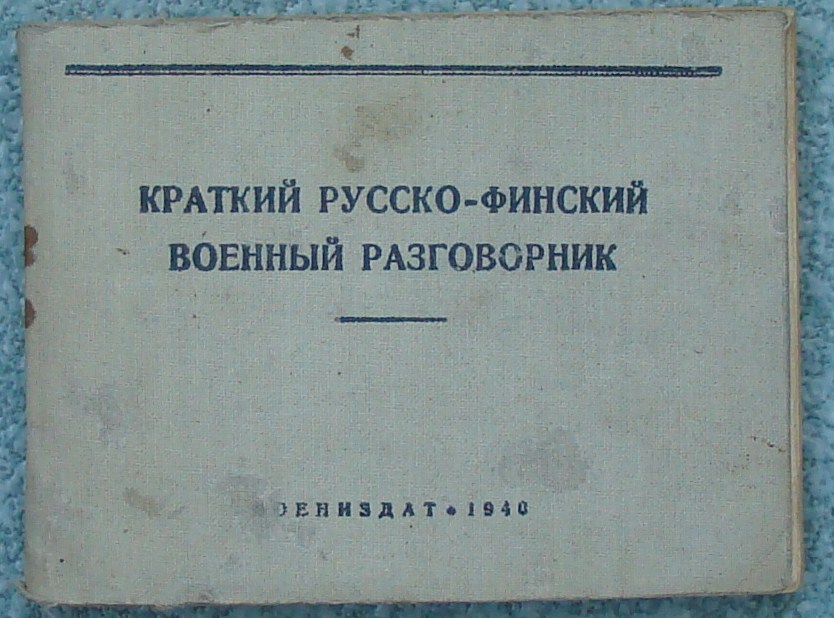 КРАТКИЙ РУССКО-ФИНСКИЙ
ВОЕННЫЙ РАЗГОВОРНИК
ВОЕНИЗДАТ • 1940